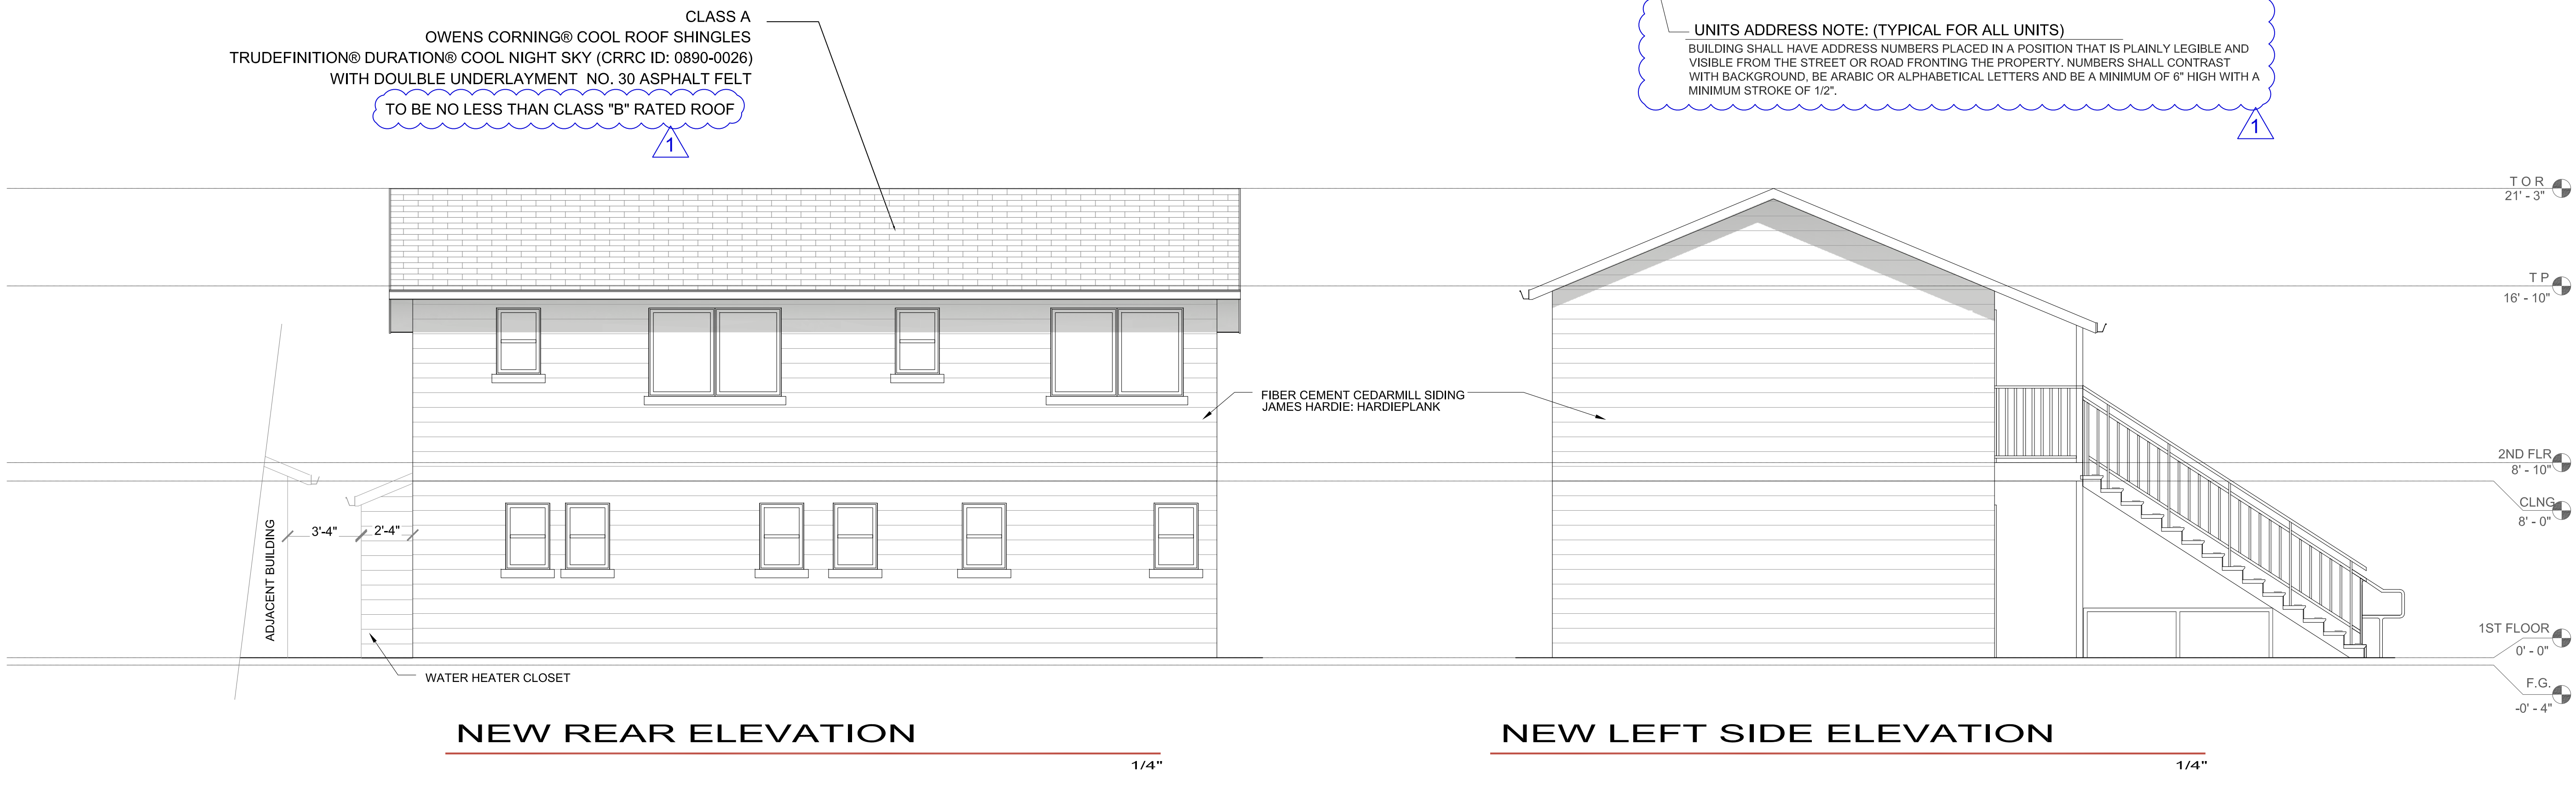 CLASS A
OWENS CORNING® COOL ROOF SHINGLES
TRUDEFINITION® DURATION® COOL NIGHT SKY (CRRC ID: 0890-0026)
WITH DOULBLE UNDERLAYMENT NO. 30 ASPHALT FELT
TO BE NO LESS THAN CLASS "B" RATED ROOF
1
UNITS ADDRESS NOTE: (TYPICAL FOR ALL UNITS)
BUILDING SHALL HAVE ADDRESS NUMBERS PLACED IN A POSITION THAT IS PLAINLY LEGIBLE AND
VISIBLE FROM THE STREET OR ROAD FRONTING THE PROPERTY. NUMBERS SHALL CONTRAST
WITH BACKGROUND, BE ARABIC OR ALPHABETICAL LETTERS AND BE A MINIMUM OF 6" HIGH WITH A
MINIMUM STROKE OF 1/2".
1
T O R
21' - 3"
T P
16' - 10"
FIBER CEMENT CEDARMILL SIDING
JAMES HARDIE: HARDIEPLANK
2ND FLR
8' - 10"
CLNG
8' - 0"
ADJACENT BUILDING
3'-4"
2'-4"
1ST FLOOR
0' - 0"
WATER HEATER CLOSET
F.G.
-0' - 4"
NEW REAR ELEVATION
1/4"
NEW LEFT SIDE ELEVATION
1/4"